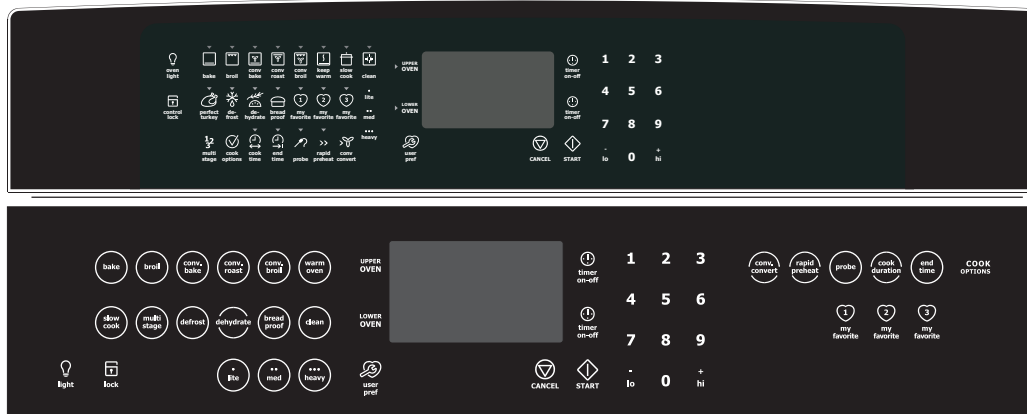 oven
light
bake
broil
conv
bake
conv
roast
conv
broil
keep
warm
slow
cook
clean
UPPER
OVEN
timer
on-off
1 2 3
control
lock
perfect
turkey
de-
frost
de-
hydrate
bread
proof
my
favorite
1
my
favorite
2
my
favorite
3
lite
med
heavy
LOWER
OVEN
timer
on-off
4 5 6
7 8 9
1 2 3
multi
stage
cook
options
cook
time
end
time
probe
rapid
preheat
conv
convert
user
pref
CANCEL
START
-
lo
0
+
hi
bake
broil
conv.
bake
conv.
roast
conv.
broil
warm
oven
UPPER
OVEN
timer
on-off
1 2 3
conv.
convert
rapid
preheat
probe
cook
duration
end
time
COOK
OPTIONS
slow
cook
multi
stage
defrost
dehydrate
bread
proof
clean
LOWER
OVEN
timer
on-off
4 5 6
7 8 9
1
my
favorite
2
my
favorite
3
my
favorite
light
lock
lite
med
heavy
user
pref
CANCEL
START
-
lo
0
+
hi